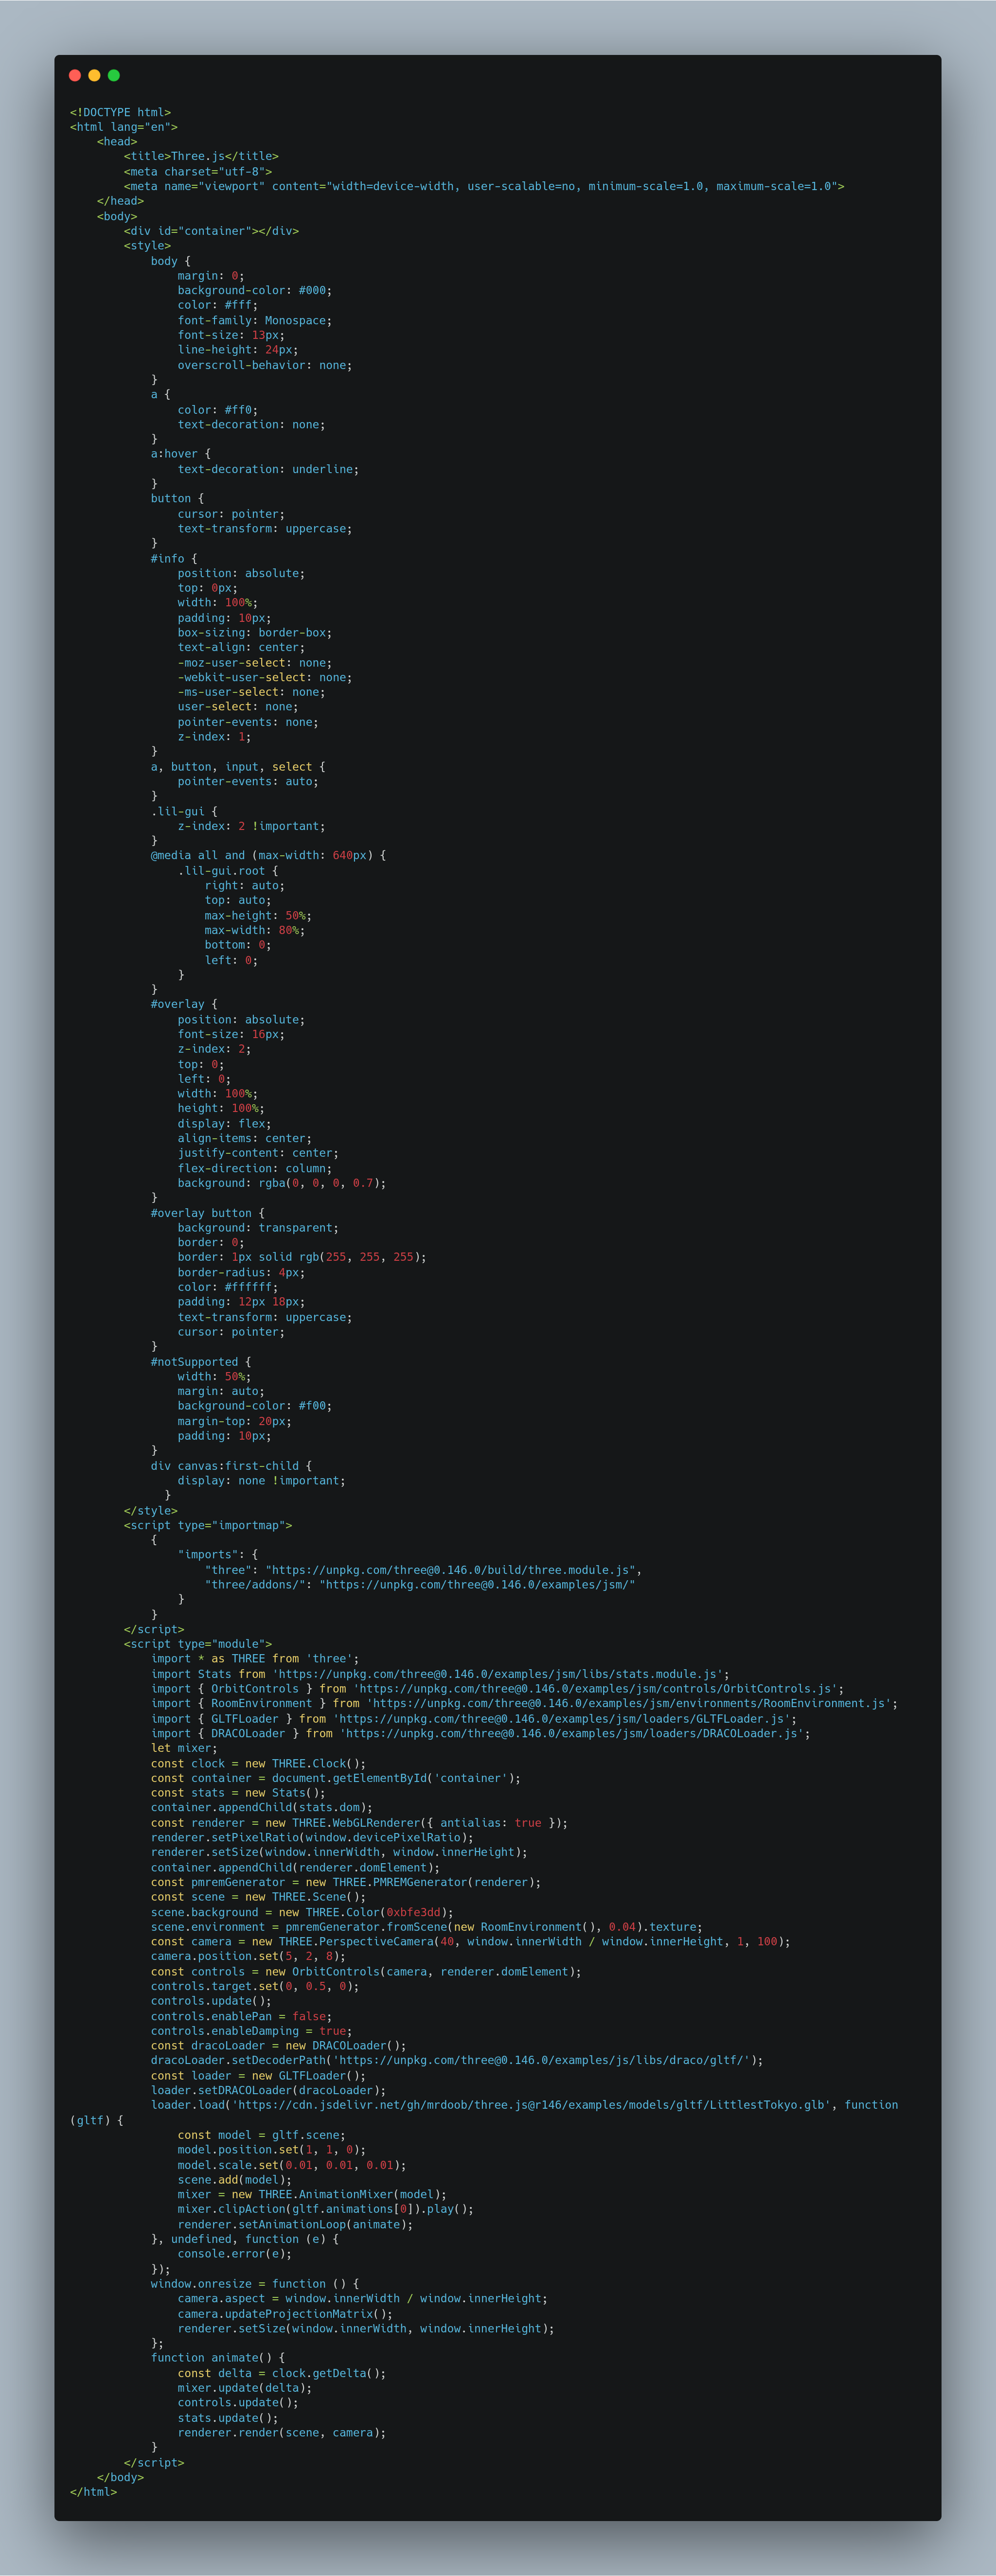 <!DOCTYPE html>
<html lang="en">
    <head>
        <title>Three.js</title>
        <meta charset="utf-8">
        <meta name="viewport" content="width=device-width, user-scalable=no, minimum-scale=1.0, maximum-scale=1.0">
    </head>
    <body>
        <div id="container"></div>
        <style>
            body {
                margin: 0;
                background-color: #000;
                color: #fff;
                font-family: Monospace;
                font-size: 13px;
                line-height: 24px;
                overscroll-behavior: none;
            }
            a {
                color: #ff0;
                text-decoration: none;
            }
            a:hover {
                text-decoration: underline;
            }
            button {
                cursor: pointer;
                text-transform: uppercase;
            }
            #info {
                position: absolute;
                top: 0px;
                width: 100%;
                padding: 10px;
                box-sizing: border-box;
                text-align: center;
                -moz-user-select: none;
                -webkit-user-select: none;
                -ms-user-select: none;
                user-select: none;
                pointer-events: none;
                z-index: 1;
            }
            a, button, input, select {
                pointer-events: auto;
            }
            .lil-gui {
                z-index: 2 !important;
            }
            @media all and (max-width: 640px) {
                .lil-gui.root {
                    right: auto;
                    top: auto;
                    max-height: 50%;
                    max-width: 80%;
                    bottom: 0;
                    left: 0;
                }
            }
            #overlay {
                position: absolute;
                font-size: 16px;
                z-index: 2;
                top: 0;
                left: 0;
                width: 100%;
                height: 100%;
                display: flex;
                align-items: center;
                justify-content: center;
                flex-direction: column;
                background: rgba(0, 0, 0, 0.7);
            }
            #overlay button {
                background: transparent;
                border: 0;
                border: 1px solid rgb(255, 255, 255);
                border-radius: 4px;
                color: #ffffff;
                padding: 12px 18px;
                text-transform: uppercase;
                cursor: pointer;
            }
            #notSupported {
                width: 50%;
                margin: auto;
                background-color: #f00;
                margin-top: 20px;
                padding: 10px;
            }
            div canvas:first-child {
                display: none !important;
              }
        </style>
        <script type="importmap">
            {
                "imports": {
                    "three": "https://unpkg.com/three@0.146.0/build/three.module.js",
                    "three/addons/": "https://unpkg.com/three@0.146.0/examples/jsm/"
                }
            }
        </script>
        <script type="module">
            import * as THREE from 'three';
            import Stats from 'https://unpkg.com/three@0.146.0/examples/jsm/libs/stats.module.js';
            import { OrbitControls } from 'https://unpkg.com/three@0.146.0/examples/jsm/controls/OrbitControls.js';
            import { RoomEnvironment } from 'https://unpkg.com/three@0.146.0/examples/jsm/environments/RoomEnvironment.js';
            import { GLTFLoader } from 'https://unpkg.com/three@0.146.0/examples/jsm/loaders/GLTFLoader.js';
            import { DRACOLoader } from 'https://unpkg.com/three@0.146.0/examples/jsm/loaders/DRACOLoader.js';
            let mixer;
            const clock = new THREE.Clock();
            const container = document.getElementById('container');
            const stats = new Stats();
            container.appendChild(stats.dom);
            const renderer = new THREE.WebGLRenderer({ antialias: true });
            renderer.setPixelRatio(window.devicePixelRatio);
            renderer.setSize(window.innerWidth, window.innerHeight);
            container.appendChild(renderer.domElement);
            const pmremGenerator = new THREE.PMREMGenerator(renderer);
            const scene = new THREE.Scene();
            scene.background = new THREE.Color(0xbfe3dd);
            scene.environment = pmremGenerator.fromScene(new RoomEnvironment(), 0.04).texture;
            const camera = new THREE.PerspectiveCamera(40, window.innerWidth / window.innerHeight, 1, 100);
            camera.position.set(5, 2, 8);
            const controls = new OrbitControls(camera, renderer.domElement);
            controls.target.set(0, 0.5, 0);
            controls.update();
            controls.enablePan = false;
            controls.enableDamping = true;
            const dracoLoader = new DRACOLoader();
            dracoLoader.setDecoderPath('https://unpkg.com/three@0.146.0/examples/js/libs/draco/gltf/');
            const loader = new GLTFLoader();
            loader.setDRACOLoader(dracoLoader);
            loader.load('https://cdn.jsdelivr.net/gh/mrdoob/three.js@r146/examples/models/gltf/LittlestTokyo.glb', function
(gltf) {
                const model = gltf.scene;
                model.position.set(1, 1, 0);
                model.scale.set(0.01, 0.01, 0.01);
                scene.add(model);
                mixer = new THREE.AnimationMixer(model);
                mixer.clipAction(gltf.animations[0]).play();
                renderer.setAnimationLoop(animate);
            }, undefined, function (e) {
                console.error(e);
            });
            window.onresize = function () {
                camera.aspect = window.innerWidth / window.innerHeight;
                camera.updateProjectionMatrix();
                renderer.setSize(window.innerWidth, window.innerHeight);
            };
            function animate() {
                const delta = clock.getDelta();
                mixer.update(delta);
                controls.update();
                stats.update();
                renderer.render(scene, camera);
            }
        </script>
    </body>
</html>